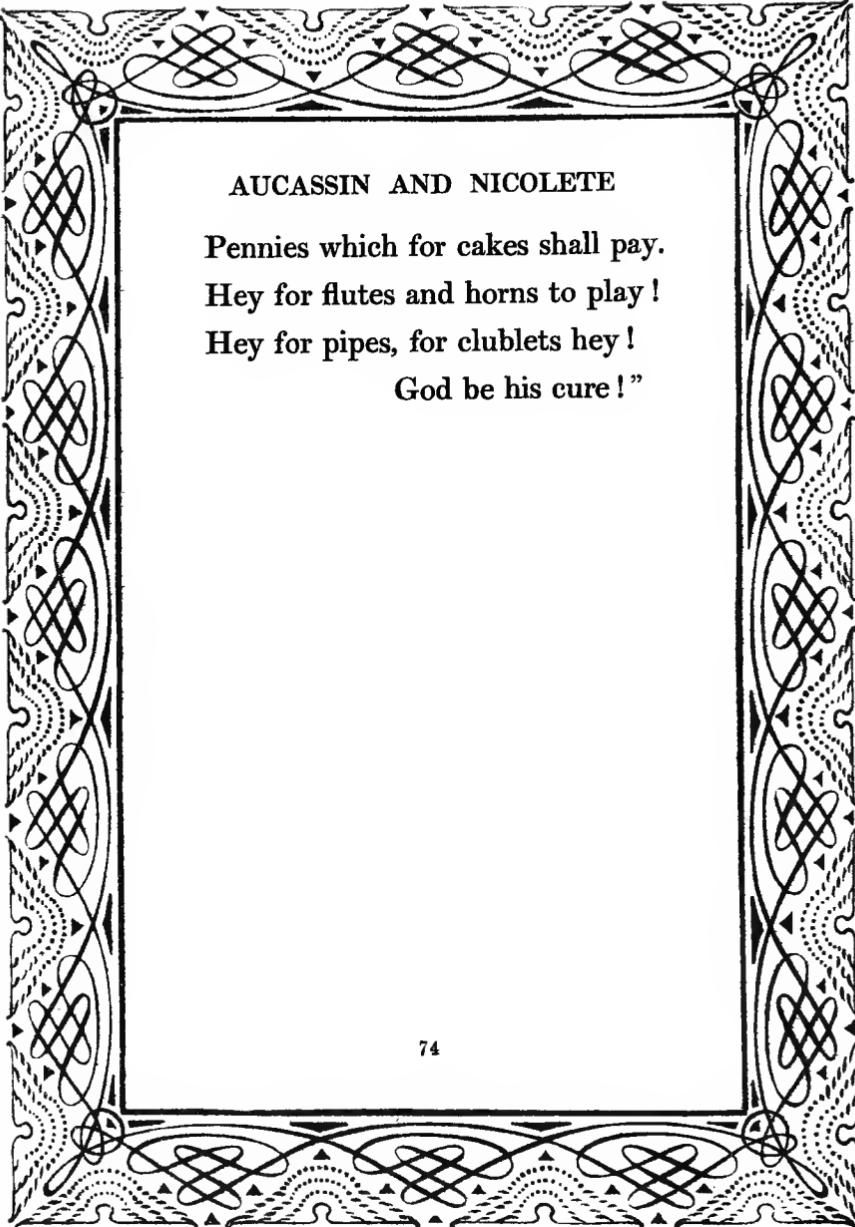 AUCASSIN AND NICOLETE
Pennies which for cakes shall pay.
Hey for flutes and horns to play !
Hey for pipes, for clublets hey !
God be his cure ! ”
74